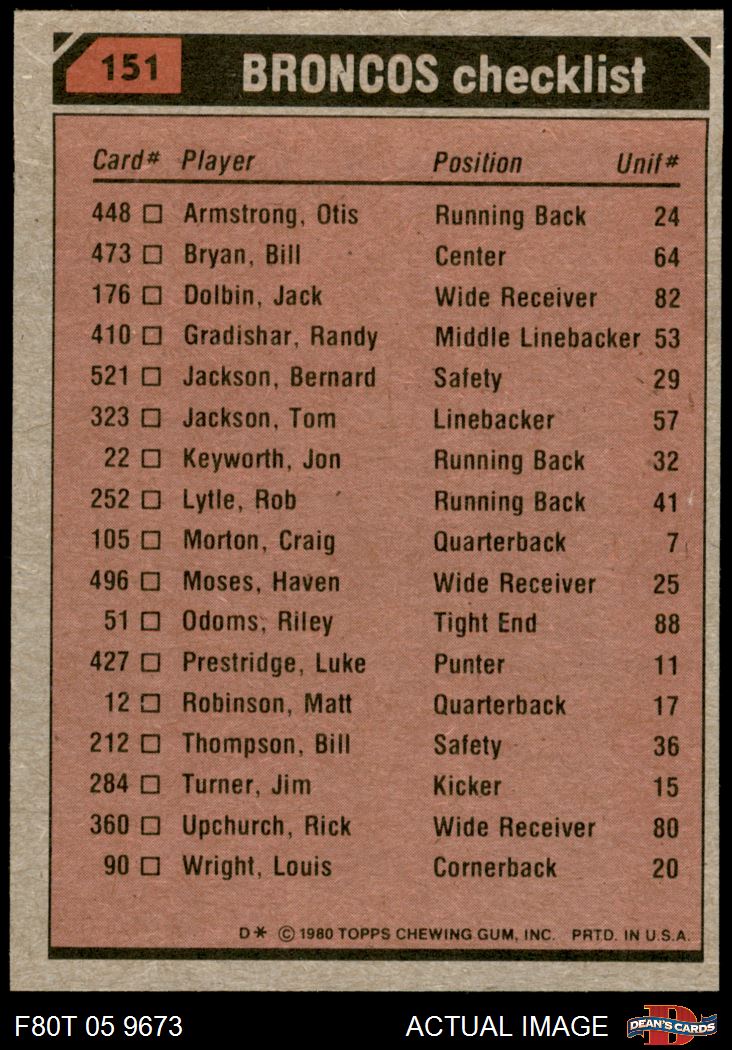 151 BRONCOS checklist
Card# Player Position Unif#
448 Armstrong, Otis Running Back 24
473 Bryan, Bill Center 64
176 Dolbin, Jack Wide Receiver 82
410 Gradishar, Randy Middle Linebacker 53
521 Jackson, Bernard Safety 29
323 Jackson, Tom Linebacker 57
22 Keyworth, Jon Running Back 32
252 Lytle, Rob Running Back 41
105 Morton, Craig Quarterback 7
496 Moses, Haven Wide Receiver 25
51 Odoms, Riley Tight End 88
427 Prestridge, Luke Punter 11
12 Robinson, Matt Quarterback 17
212 Thompson, Bill Safety 36
284 Turner, Jim Kicker 15
360 Upchurch, Rick Wide Receiver 80
90 Wright, Louis Cornerback 20
D* © 1980 TOPPS CHEWING GUM, INC. PRTD. IN U.S.A.
F80T 05 9673 ACTUAL IMAGE D DEAN'S CARDS